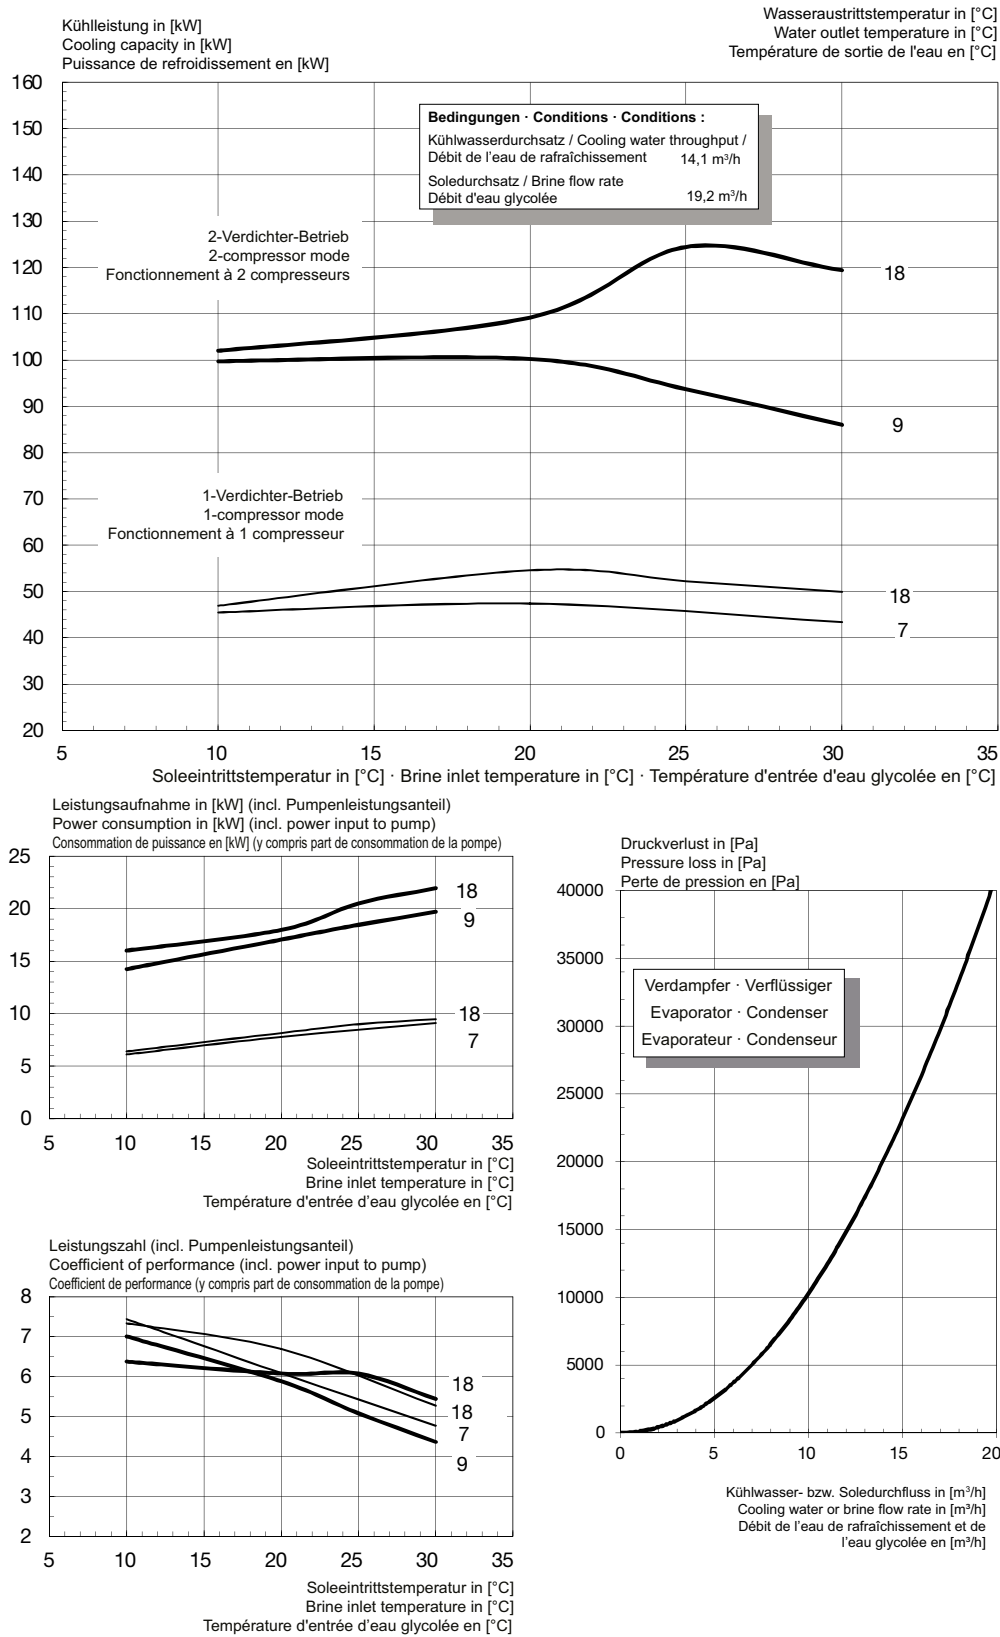 Kühlleistung in [kW]
Cooling capacity in [kW]
Puissance de refroidissement en [kW]
Wasseraustrittstemperatur in [°C]
Water outlet temperature in [°C]
Température de sortie de l'eau en [°C]
160
150
140
130
120
110
100
90
80
70
60
50
40
30
20
Bedingungen · Conditions · Conditions :
Kühlwasserdurchsatz / Cooling water throughput /
Débit de l’eau de rafraîchissement 14,1 m³/h
Soledurchsatz / Brine flow rate
Débit d'eau glycolée 19,2 m³/h
2-Verdichter-Betrieb
2-compressor mode
Fonctionnement à 2 compresseurs
18
9
1-Verdichter-Betrieb
1-compressor mode
Fonctionnement à 1 compresseur
18
7
5 10 15 20 25 30 35
Soleeintrittstemperatur in [°C] · Brine inlet temperature in [°C] · Température d'entrée d'eau glycolée en [°C]
Leistungsaufnahme in [kW] (incl. Pumpenleistungsanteil)
Power consumption in [kW] (incl. power input to pump)
Consommation de puissance en [kW] (y compris part de consommation de la pompe)
25
20
15
10
5
0
18
9
18
7
5 10 15 20 25 30 35
Soleeintrittstemperatur in [°C]
Brine inlet temperature in [°C]
Température d'entrée d’eau glycolée en [°C]
Leistungszahl (incl. Pumpenleistungsanteil)
Coefficient of performance (incl. power input to pump)
Coefficient de performance (y compris part de consommation de la pompe)
8
7
6
5
4
3
2
18
18
7
9
5 10 15 20 25 30 35
Soleeintrittstemperatur in [°C]
Brine inlet temperature in [°C]
Température d'entrée d’eau glycolée en [°C]
Druckverlust in [Pa]
Pressure loss in [Pa]
Perte de pression en [Pa]
40000
35000
30000
25000
20000
15000
10000
5000
0
Verdampfer · Verflüssiger
Evaporator · Condenser
Evaporateur · Condenseur
0 5 10 15 20
Kühlwasser- bzw. Soledurchfluss in [m³/h]
Cooling water or brine flow rate in [m³/h]
Débit de l’eau de rafraîchissement et de
l’eau glycolée en [m³/h]